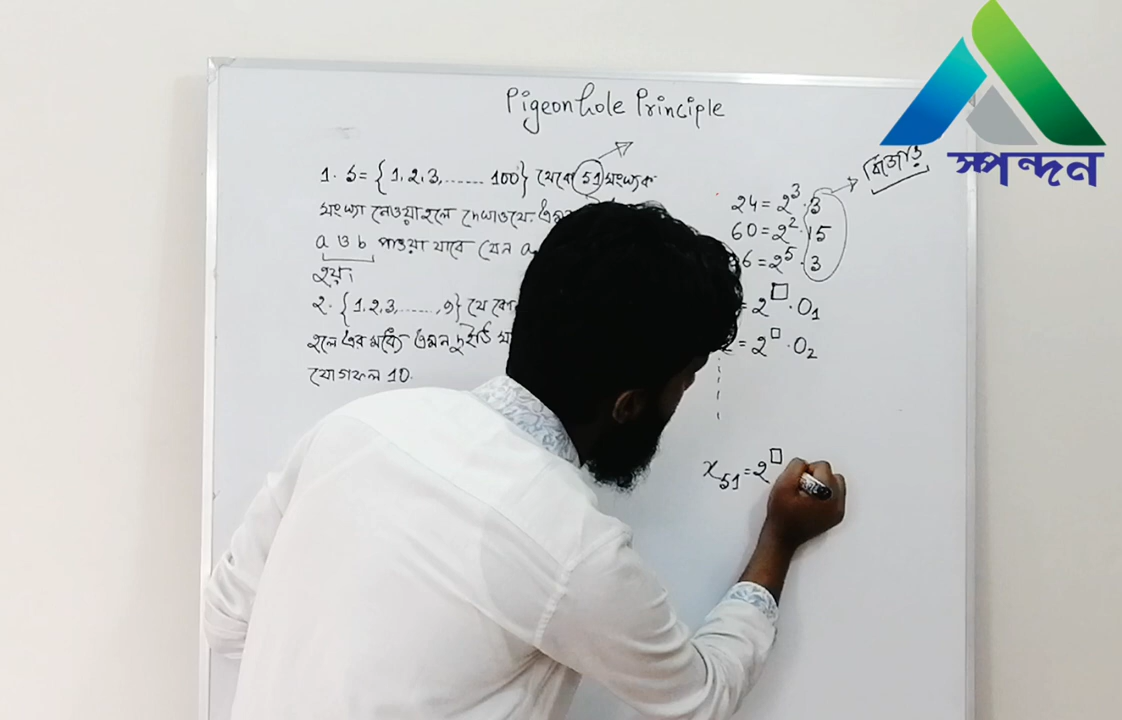 Pigeonhole Principle
1. S = {1, 2, 3, ...... 100} থেকে 51 সংখ্যক
সংখ্যা নেওয়া হলে দেখাও যে- এমন
a ও b পাওয়া যাবে যেন a
হয়।
২. {1, 2, 3, ......, 9} থেকে
হলে এর মধ্যে এমন দুইটি
যোগফল 10.
বিজোড়
24 = 2³ · 3
60 = 2² · 15
6 = 2⁵ · 3
= 2^□ · O₁
= 2^□ · O₂
x₅₁ = 2^□
স্পন্দন